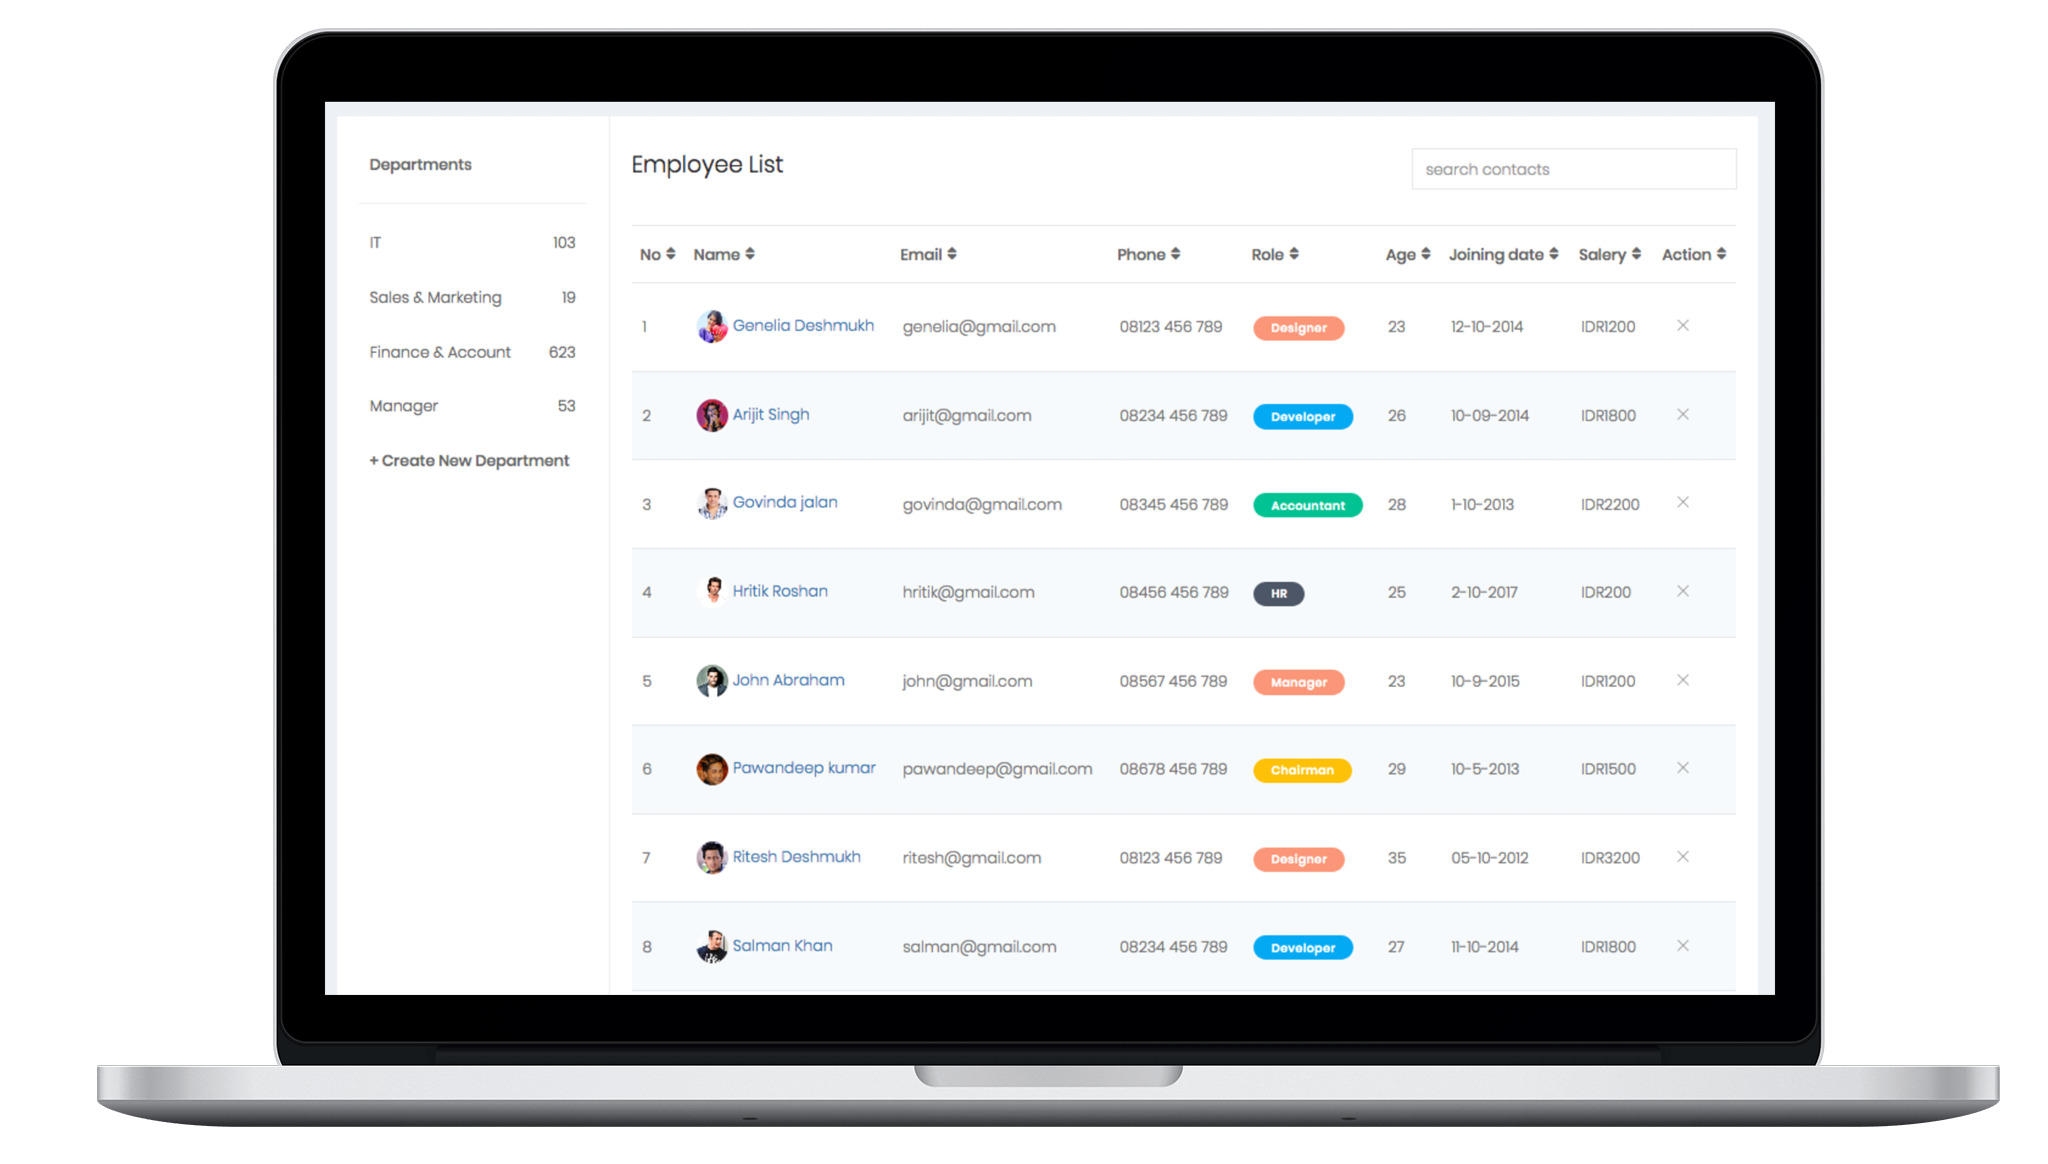 Departments
IT 103
Sales & Marketing 19
Finance & Account 623
Manager 53
+ Create New Department
Employee List
search contacts
No Name Email Phone Role Age Joining date Salery Action
1 Genelia Deshmukh genelia@gmail.com 08123 456 789 Designer 23 12-10-2014 IDR1200
2 Arijit Singh arijit@gmail.com 08234 456 789 Developer 26 10-09-2014 IDR1800
3 Govinda jalan govinda@gmail.com 08345 456 789 Accountant 28 1-10-2013 IDR2200
4 Hritik Roshan hritik@gmail.com 08456 456 789 HR 25 2-10-2017 IDR200
5 John Abraham john@gmail.com 08567 456 789 Manager 23 10-9-2015 IDR1200
6 Pawandeep kumar pawandeep@gmail.com 08678 456 789 Chairman 29 10-5-2013 IDR1500
7 Ritesh Deshmukh ritesh@gmail.com 08123 456 789 Designer 35 05-10-2012 IDR3200
8 Salman Khan salman@gmail.com 08234 456 789 Developer 27 11-10-2014 IDR1800